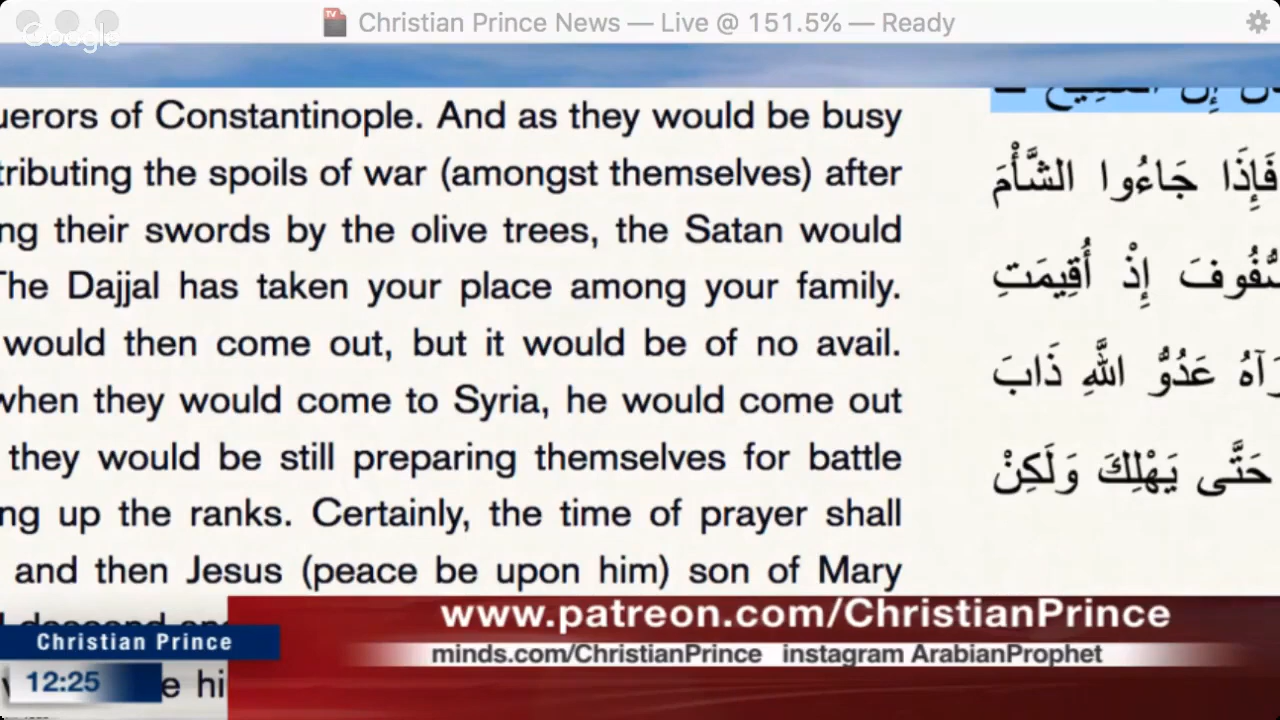 Christian Prince News — Live @ 151.5% — Ready
Google
uerors of Constantinople. And as they would be busy
tributing the spoils of war (amongst themselves) after
ng their swords by the olive trees, the Satan would
The Dajjal has taken your place among your family.
would then come out, but it would be of no avail.
when they would come to Syria, he would come out
they would be still preparing themselves for battle
ng up the ranks. Certainly, the time of prayer shall
and then Jesus (peace be upon him) son of Mary
e hi
فَإِذَا جَاءُوا الشَّأْمَ
صُّفُوفَ إِذْ أُقِيمَتِ
رَآهُ عَدُوُّ اللَّهِ ذَابَ
حَتَّى يَهْلِكَ وَلَكِنْ
www.patreon.com/ChristianPrince
minds.com/ChristianPrince instagram ArabianProphet
Christian Prince
12:25